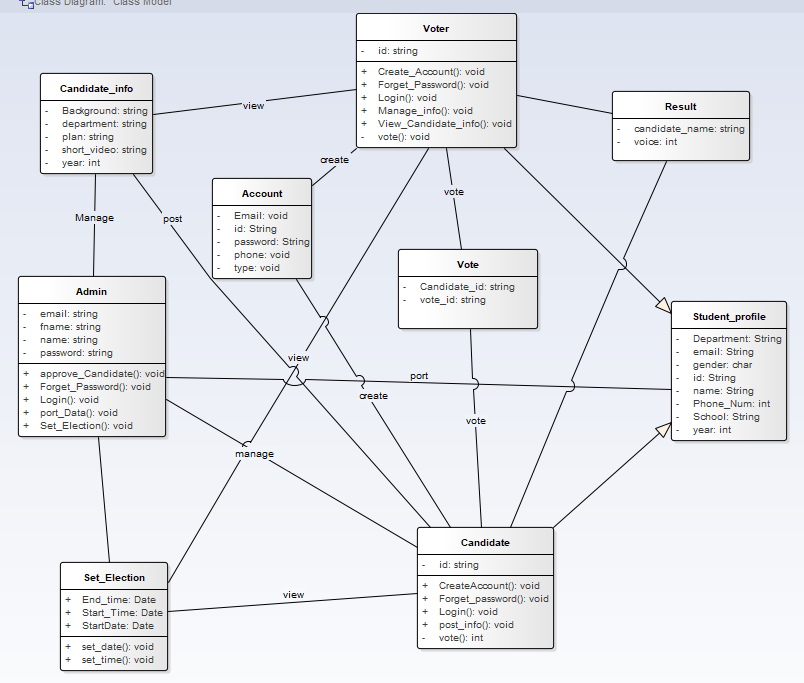 Class Diagram: "Class Model"
Voter
- id: string
+ Create_Account(): void
+ Forget_Password(): void
+ Login(): void
+ Manage_info(): void
+ View_Candidate_info(): void
- vote(): void
Candidate_info
- Background: string
- department: string
- plan: string
- short_video: string
- year: int
view
Result
- candidate_name: string
- voice: int
create
Account
- Email: void
- id: String
- password: String
- phone: void
- type: void
vote
Manage
post
Vote
- Candidate_id: string
- vote_id: string
Admin
- email: string
- fname: string
- name: string
- password: string
+ approve_Candidate(): void
+ Forget_Password(): void
+ Login(): void
+ port_Data(): void
+ Set_Election(): void
Student_profile
- Department: String
- email: String
- gender: char
- id: String
- name: String
- Phone_Num: int
- School: String
- year: int
view
port
create
vote
manage
Candidate
- id: string
+ CreateAccount(): void
+ Forget_password(): void
+ Login(): void
+ post_info(): void
- vote(): int
Set_Election
+ End_time: Date
+ Start_Time: Date
+ StartDate: Date
+ set_date(): void
+ set_time(): void
view